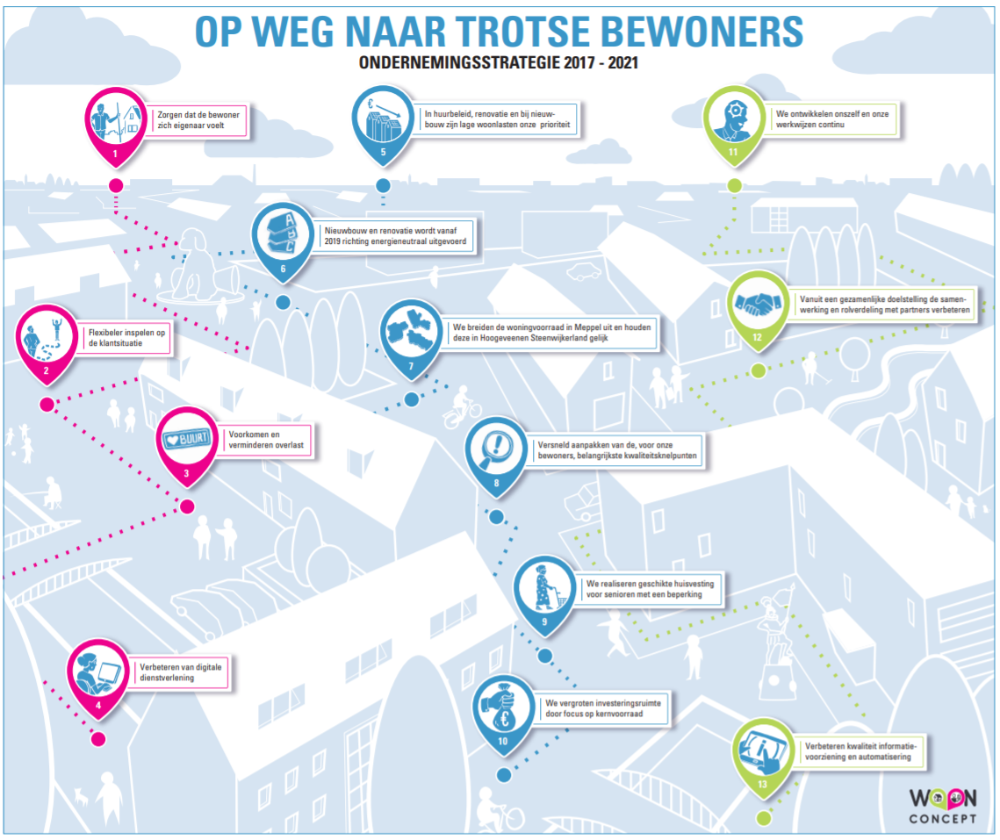 OP WEG NAAR TROTSE BEWONERS
ONDERNEMINGSSTRATEGIE 2017 - 2021
Zorgen dat de bewoner
zich eigenaar voelt
1
€
In huurbeleid, renovatie en bij nieuw-
bouw zijn lage woonlasten onze prioriteit
5
We ontwikkelen onszelf en onze
werkwijzen continu
11
A
B
C
Nieuwbouw en renovatie wordt vanaf
2019 richting energieneutraal uitgevoerd
6
Vanuit een gezamenlijke doelstelling de samen-
werking en rolverdeling met partners verbeteren
12
Flexibeler inspelen op
de klantsituatie
2
We breiden de woningvoorraad in Meppel uit en houden
deze in Hoogeveenen Steenwijkerland gelijk
7
BUURT
Voorkomen en
verminderen overlast
3
!
Versneld aanpakken van de, voor onze
bewoners, belangrijkste kwaliteitsknelpunten
8
We realiseren geschikte huisvesting
voor senioren met een beperking
9
Verbeteren van digitale
dienstverlening
4
€
We vergroten investeringsruimte
door focus op kernvoorraad
10
i
Verbeteren kwaliteit informatie-
voorziening en automatisering
13
WOON
CONCEPT